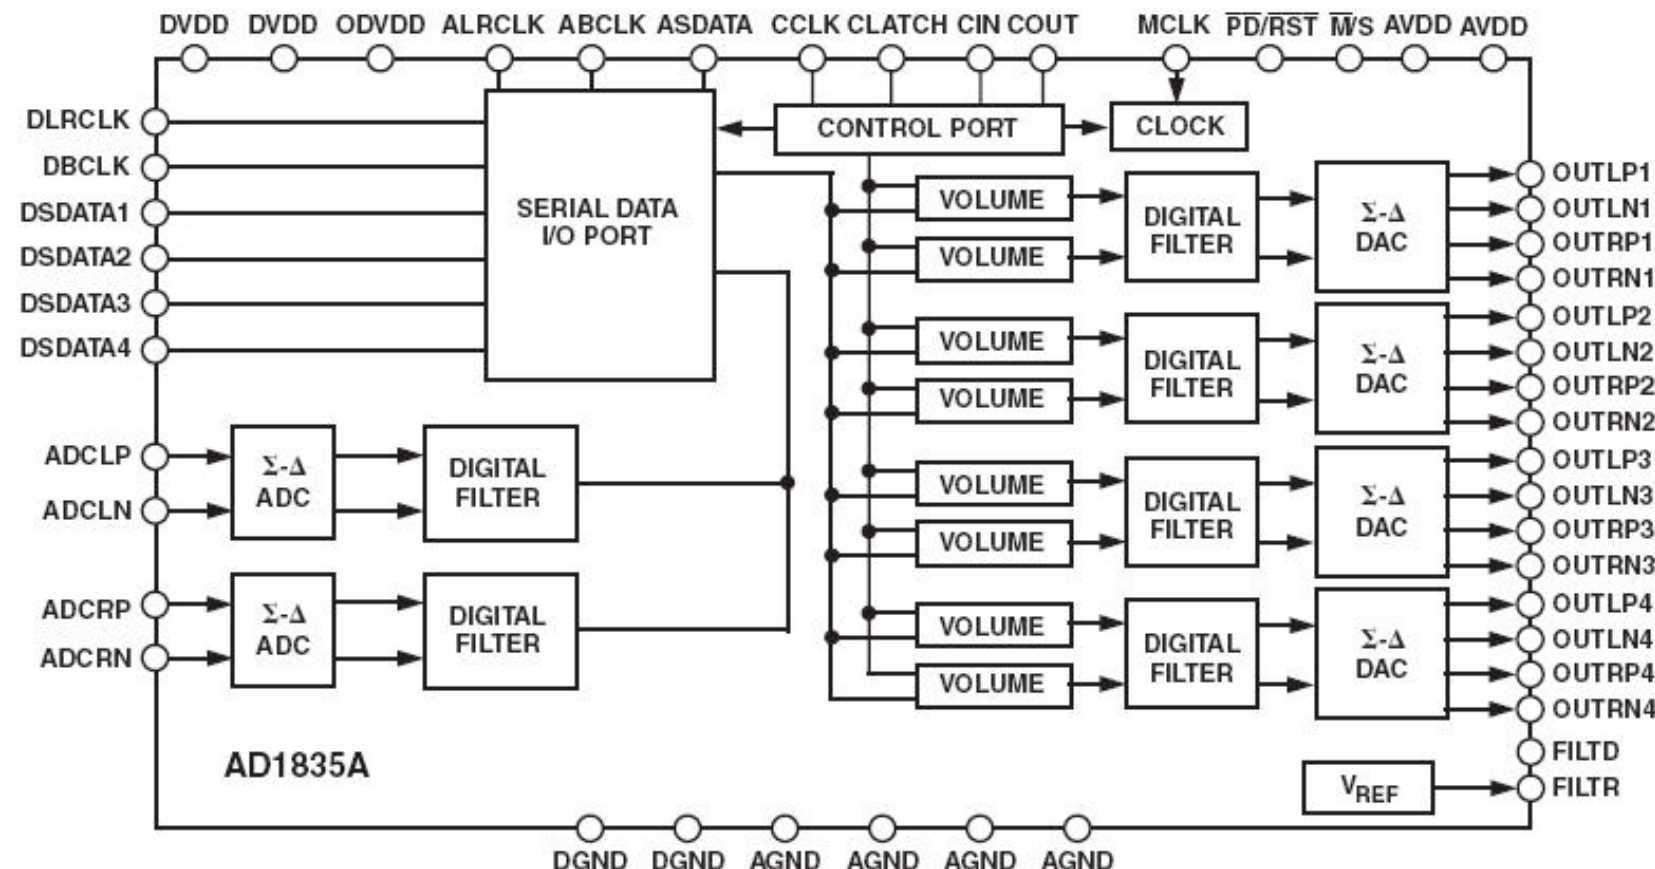 DVDD DVDD ODVDD ALRCLK ABCLK ASDATA CCLK CLATCH CIN COUT MCLK PD/RST M/S AVDD AVDD
DLRCLK
DBCLK
DSDATA1
DSDATA2
DSDATA3
DSDATA4
ADCLP
ADCLN
ADCRP
ADCRN
SERIAL DATA
I/O PORT
CONTROL PORT
CLOCK
Σ-Δ
ADC
DIGITAL
FILTER
Σ-Δ
ADC
DIGITAL
FILTER
VOLUME
VOLUME
DIGITAL
FILTER
Σ-Δ
DAC
VOLUME
VOLUME
DIGITAL
FILTER
Σ-Δ
DAC
VOLUME
VOLUME
DIGITAL
FILTER
Σ-Δ
DAC
VOLUME
VOLUME
DIGITAL
FILTER
Σ-Δ
DAC
OUTLP1
OUTLN1
OUTRP1
OUTRN1
OUTLP2
OUTLN2
OUTRP2
OUTRN2
OUTLP3
OUTLN3
OUTRP3
OUTRN3
OUTLP4
OUTLN4
OUTRP4
OUTRN4
FILTD
FILTR
VREF
AD1835A
DGND DGND AGND AGND AGND AGND